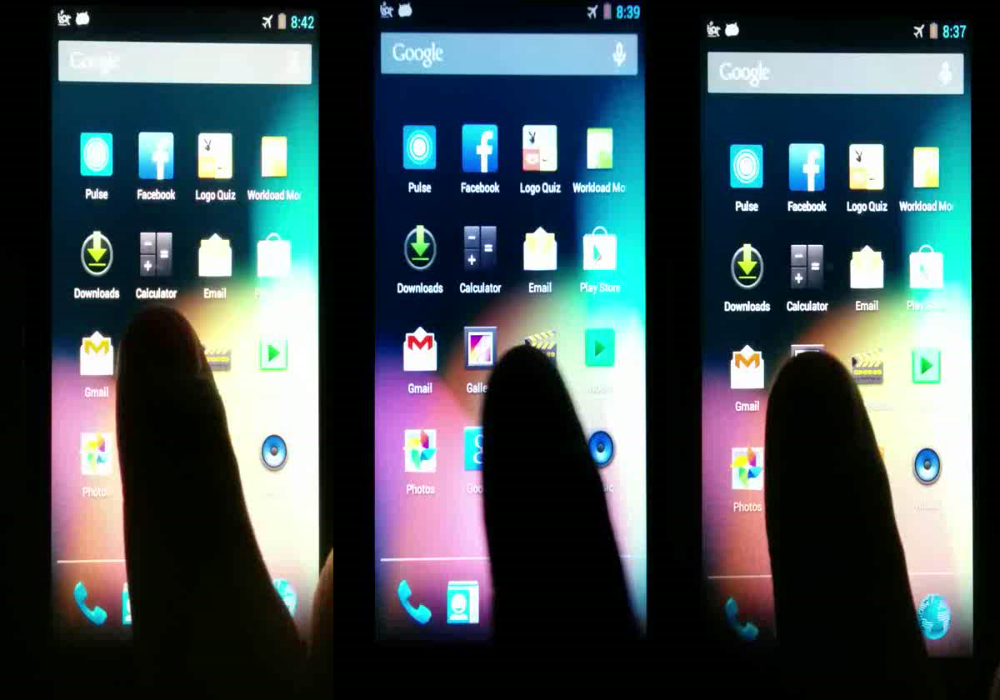 8:42
Google
Pulse Facebook Logo Quiz Workload Mo
Downloads Calculator Email
Gmail
Photo
8:39
Google
Pulse Facebook Logo Quiz Workload Mo
Downloads Calculator Email Play Store
Gmail Galle
Photos Goo
8:37
Google
Pulse Facebook Logo Quiz Workload Mo
Downloads Calculator Email Play
Gmail
Photos